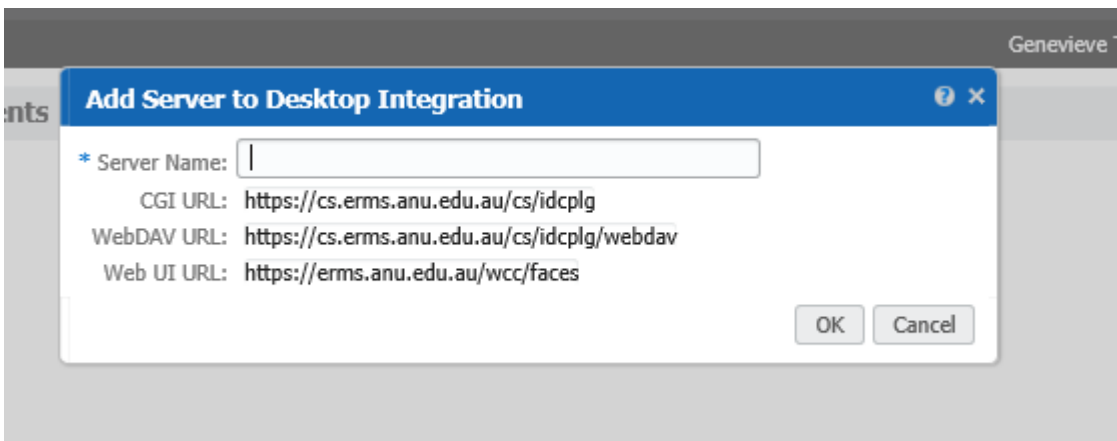 Genevieve
ents
Add Server to Desktop Integration
* Server Name:
CGI URL: https://cs.erms.anu.edu.au/cs/idcplg
WebDAV URL: https://cs.erms.anu.edu.au/cs/idcplg/webdav
Web UI URL: https://erms.anu.edu.au/wcc/faces
OK Cancel